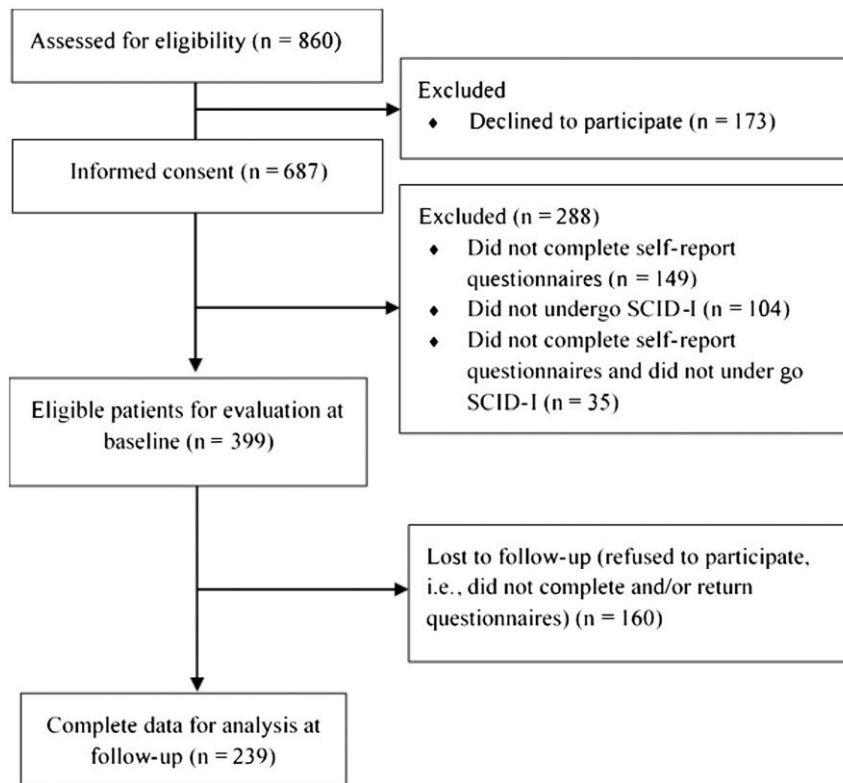 Assessed for eligibility (n = 860)
Excluded
♦ Declined to participate (n = 173)
Informed consent (n = 687)
Excluded (n = 288)
♦ Did not complete self-report
questionnaires (n = 149)
♦ Did not undergo SCID-I (n = 104)
♦ Did not complete self-report
questionnaires and did not under go
SCID-I (n = 35)
Eligible patients for evaluation at
baseline (n = 399)
Lost to follow-up (refused to participate,
i.e., did not complete and/or return
questionnaires) (n = 160)
Complete data for analysis at
follow-up (n = 239)